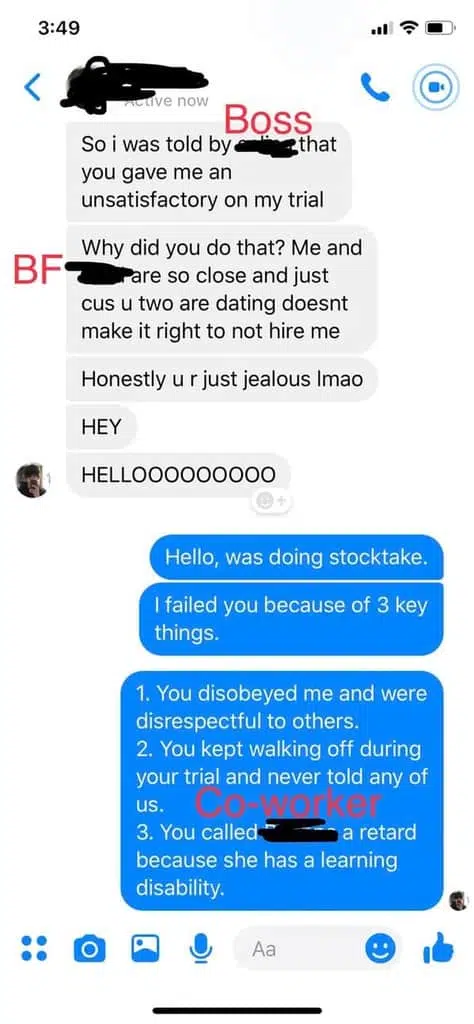 3:49
Active now
Boss
So i was told by that
you gave me an
unsatisfactory on my trial
Why did you do that? Me and
BF are so close and just
cus u two are dating doesnt
make it right to not hire me
Honestly u r just jealous lmao
HEY
HELLOOOOOOOOO
Hello, was doing stocktake.
I failed you because of 3 key
things.
1. You disobeyed me and were
disrespectful to others.
2. You kept walking off during
your trial and never told any of
us. Co-worker
3. You called a retard
because she has a learning
disability.
Aa